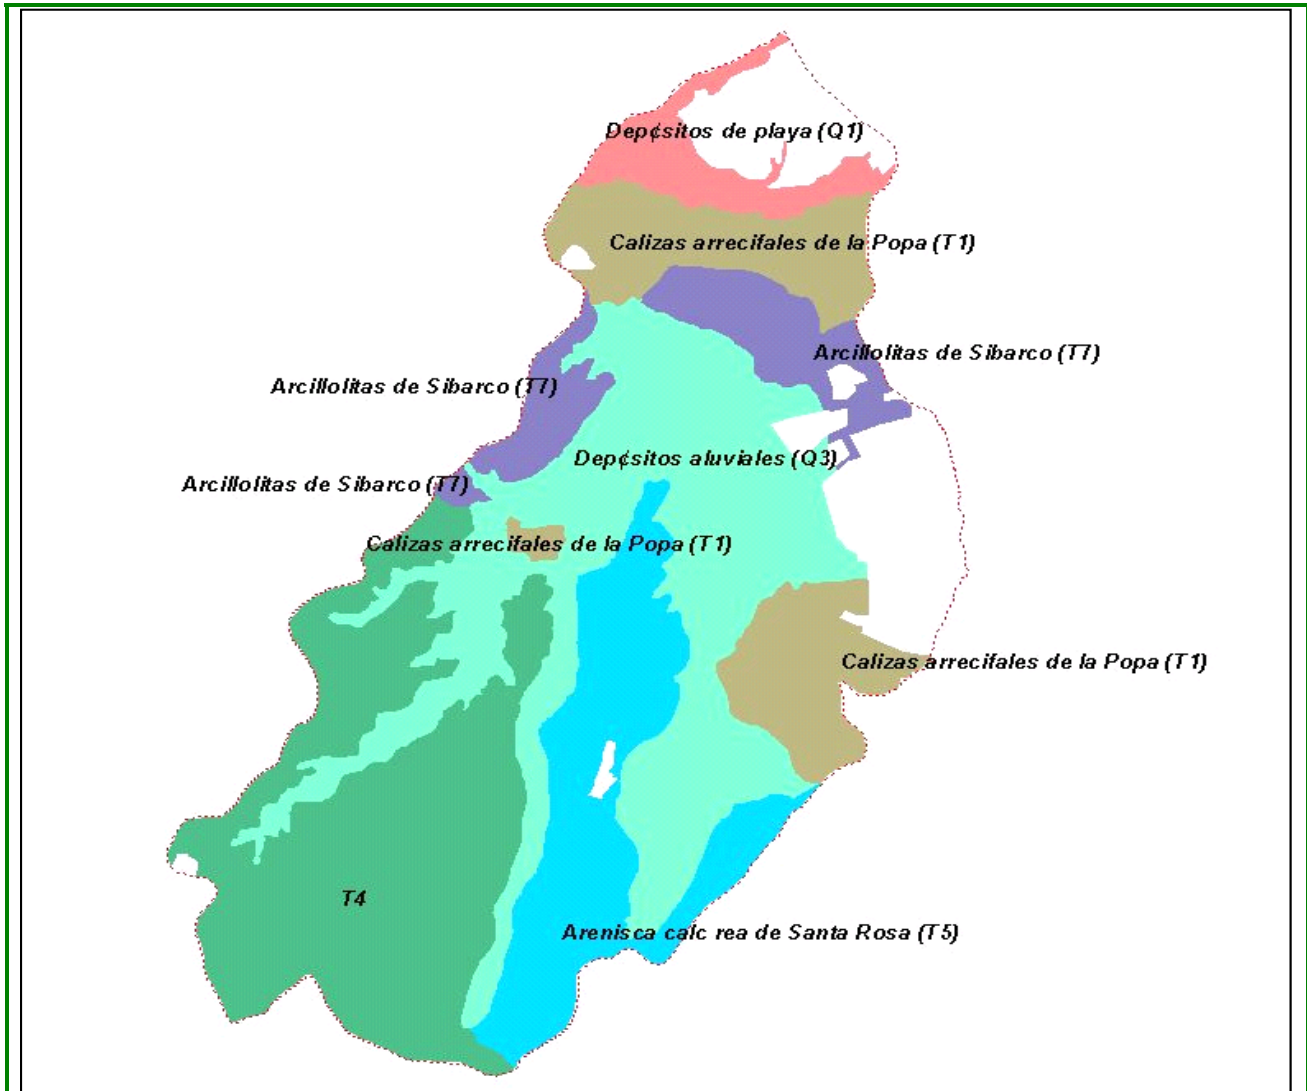 Dep¢sitos de playa (Q1)
Calizas arrecifales de la Popa (T1)
Arcillolitas de Sibarco (T7)
Arcillolitas de Sibarco (T7)
Dep¢sitos aluviales (Q3)
Arcillolitas de Sibarco (T7)
Calizas arrecifales de la Popa (T1)
Calizas arrecifales de la Popa (T1)
T4
Arenisca calc rea de Santa Rosa (T5)